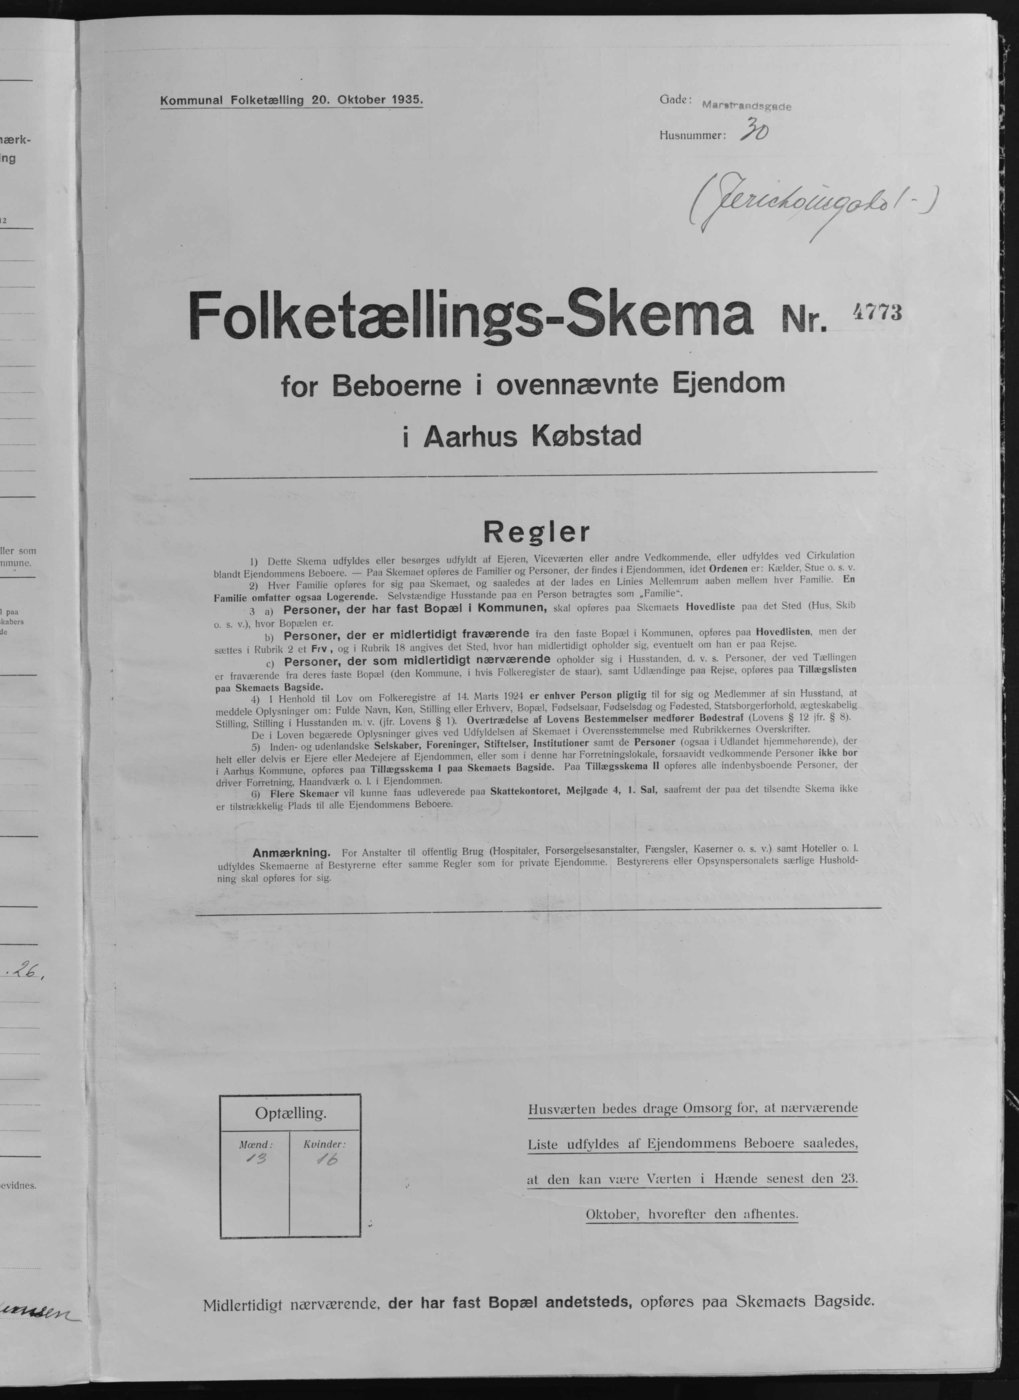 Kommunal Folketælling 20. Oktober 1935.
Gade: Marstrandsgade
Husnummer: 30
Folketællings-Skema Nr. 4773
for Beboerne i ovennævnte Ejendom
i Aarhus Købstad
Regler
1) Dette Skema udfyldes eller besørges udfyldt af Ejeren, Viceværten eller andre Vedkommende, eller udfyldes ved Cirkulation
blandt Ejendommens Beboere. — Paa Skemaet opføres de Familier og Personer, der findes i Ejendommen, idet Ordenen er: Kælder, Stue o. s. v.
2) Hver Familie opføres for sig paa Skemaet, og saaledes at der lades en Linies Mellemrum aaben mellem hver Familie. En
Familie omfatter ogsaa Logerende. Selvstændige Husstande paa en Person betragtes som „Familie“.
3 a) Personer, der har fast Bopæl i Kommunen, skal opføres paa Skemaets Hovedliste paa det Sted (Hus, Skib
o. s. v.), hvor Bopælen er.
b) Personer, der er midlertidigt fraværende fra den faste Bopæl i Kommunen, opføres paa Hovedlisten, men der
sættes i Rubrik 2 et Frv, og i Rubrik 18 angives det Sted, hvor han midlertidigt opholder sig, eventuelt om han er paa Rejse.
c) Personer, der som midlertidigt nærværende opholder sig i Husstanden, d. v. s. Personer, der ved Tællingen
er fraværende fra deres faste Bopæl (den Kommune, i hvis Folkeregister de staar), samt Udlændinge paa Rejse, opføres paa Tillægslisten
paa Skemaets Bagside.
4) I Henhold til Lov om Folkeregistre af 14. Marts 1924 er enhver Person pligtig til for sig og Medlemmer af sin Husstand, at
meddele Oplysninger om: Fulde Navn, Køn, Stilling eller Erhverv, Bopæl, Fødselsaar, Fødselsdag og Fødested, Statsborgerforhold, ægteskabelig
Stilling, Stilling i Husstanden m. v. (jfr. Lovens § 1). Overtrædelse af Lovens Bestemmelser medfører Bødestraf (Lovens § 12 jfr. § 8).
De i Loven begærede Oplysninger gives ved Udfyldelsen af Skemaet i Overensstemmelse med Rubrikkernes Overskrifter.
5) Inden- og udenlandske Selskaber, Foreninger, Stiftelser, Institutioner samt de Personer (ogsaa i Udlandet hjemmehørende), der
helt eller delvis er Ejere eller Medejere af Ejendommen, eller som i denne har Forretningslokale, forsaavidt vedkommende Personer ikke bor
i Aarhus Kommune, opføres paa Tillægsskema I paa Skemaets Bagside. Paa Tillægsskema II opføres alle indenbysboende Personer, der
driver Forretning, Haandværk o. l. i Ejendommen.
6) Flere Skemaer vil kunne faas udleverede paa Skattekontoret, Mejlgade 4, 1. Sal, saafremt der paa det tilsendte Skema ikke
er tilstrækkelig Plads til alle Ejendommens Beboere.
Anmærkning. For Anstalter til offentlig Brug (Hospitaler, Forsørgelsesanstalter, Fængsler, Kaserner o. s. v.) samt Hoteller o. l.
udfyldes Skemaerne af Bestyrerne efter samme Regler som for private Ejendomme. Bestyrerens eller Opsynspersonalets særlige Hushold-
ning skal opføres for sig.
Optælling.
Mænd: Kvinder:
13 16
Husværten bedes drage Omsorg for, at nærværende
Liste udfyldes af Ejendommens Beboere saaledes,
at den kan være Værten i Hænde senest den 23.
Oktober, hvorefter den afhentes.
Midlertidigt nærværende, der har fast Bopæl andetsteds, opføres paa Skemaets Bagside.